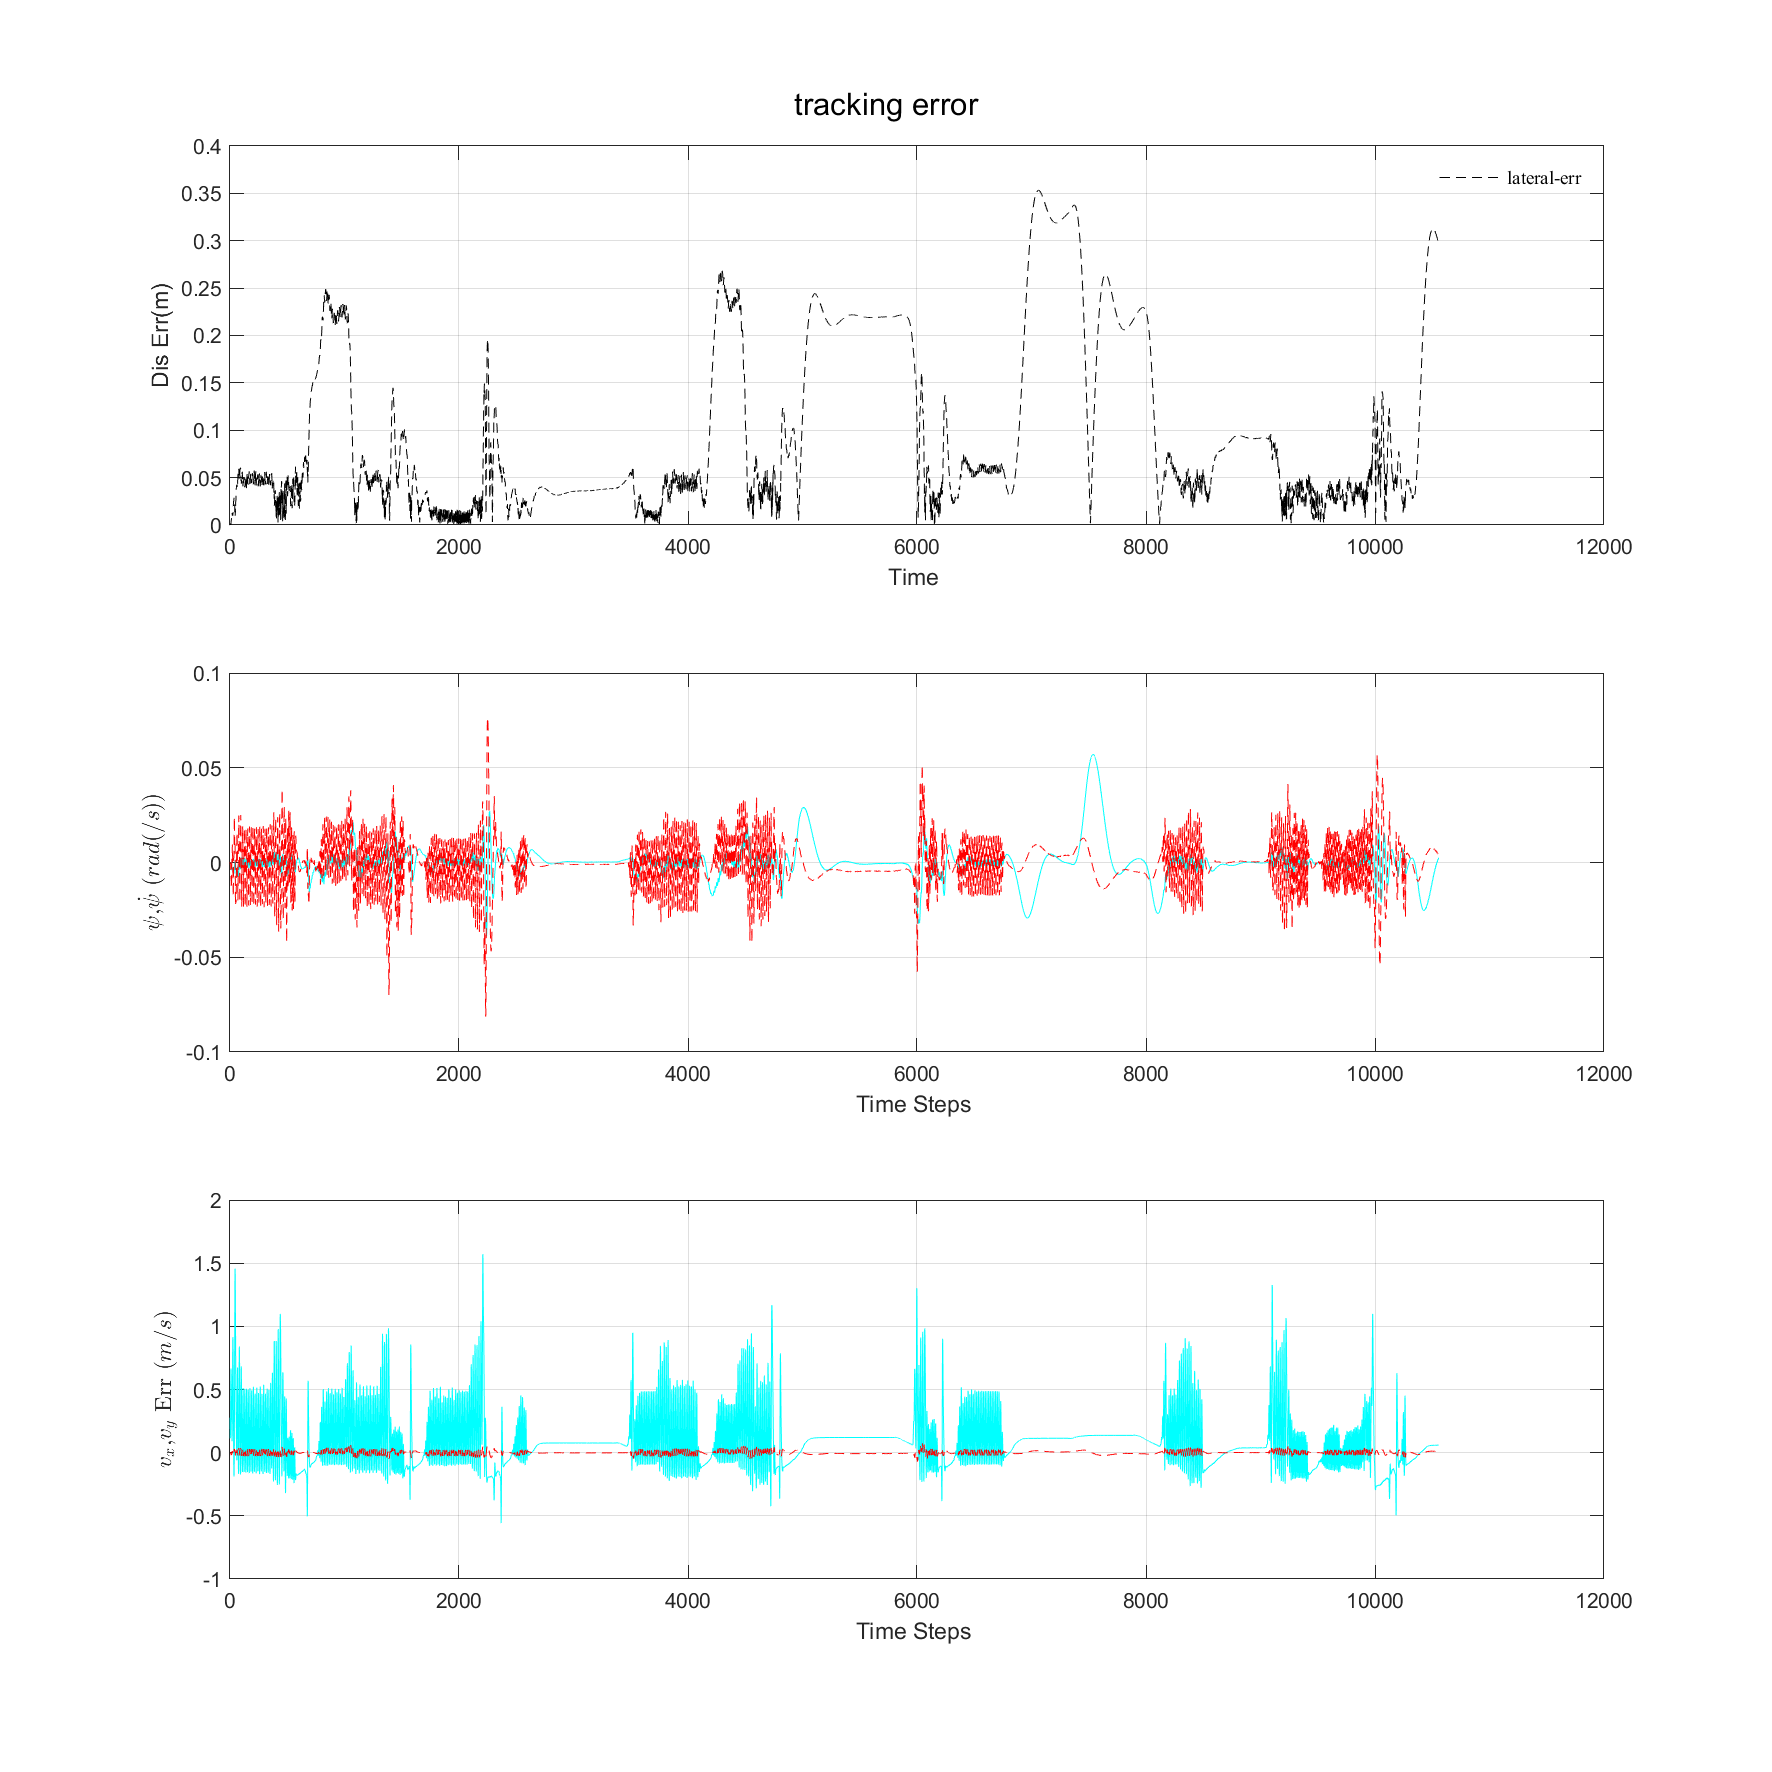 tracking error
0.4
0.35
0.3
0.25
0.2
0.15
0.1
0.05
0
Dis Err(m)
lateral-err
0 2000 4000 6000 8000 10000 12000
Time
0.1
0.05
0
-0.05
-0.1
ψ,ψ̇ (rad(/s))
0 2000 4000 6000 8000 10000 12000
Time Steps
2
1.5
1
0.5
0
-0.5
-1
v_x,v_y Err (m/s)
0 2000 4000 6000 8000 10000 12000
Time Steps